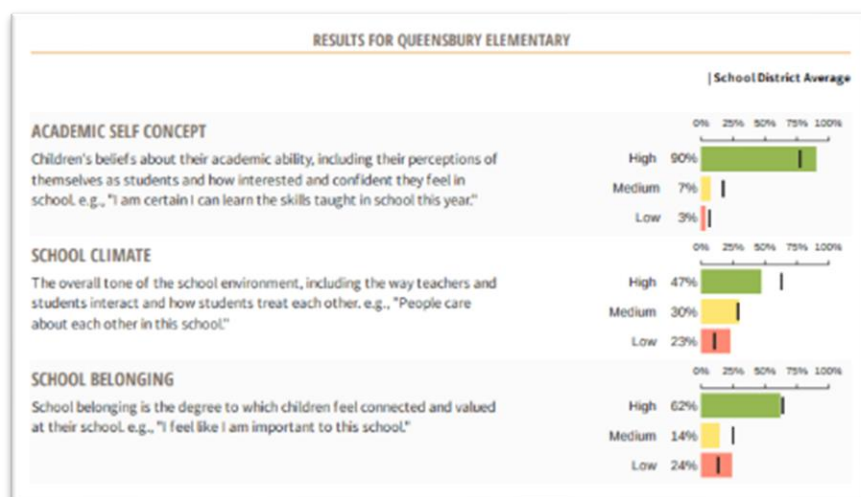 RESULTS FOR QUEENSBURY ELEMENTARY
| School District Average
ACADEMIC SELF CONCEPT
Children's beliefs about their academic ability, including their perceptions of
themselves as students and how interested and confident they feel in
school. e.g., "I am certain I can learn the skills taught in school this year."
0% 25% 50% 75% 100%
High 90%
Medium 7%
Low 3%
SCHOOL CLIMATE
The overall tone of the school environment, including the way teachers and
students interact and how students treat each other. e.g., "People care
about each other in this school."
0% 25% 50% 75% 100%
High 47%
Medium 30%
Low 23%
SCHOOL BELONGING
School belonging is the degree to which children feel connected and valued
at their school. e.g., "I feel like I am important to this school."
0% 25% 50% 75% 100%
High 62%
Medium 14%
Low 24%